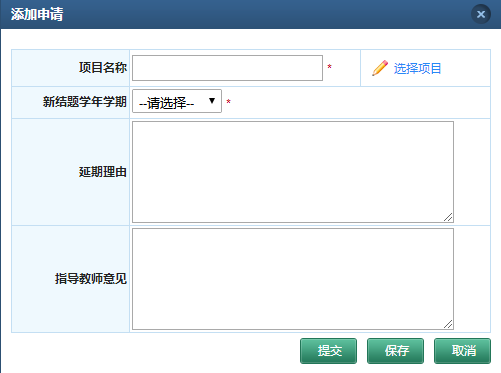 添加申请
项目名称 * 选择项目
新结题学年学期 --请选择-- *
延期理由
指导教师意见
提交 保存 取消